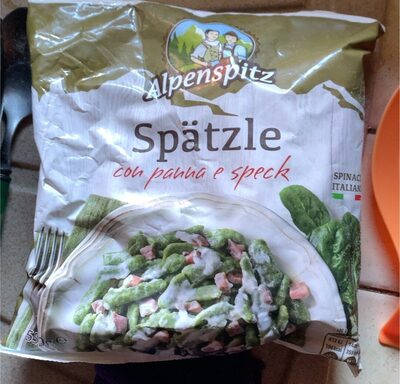 Alpenspitz
Spätzle
con panna e speck
SPINACI
ITALIANI